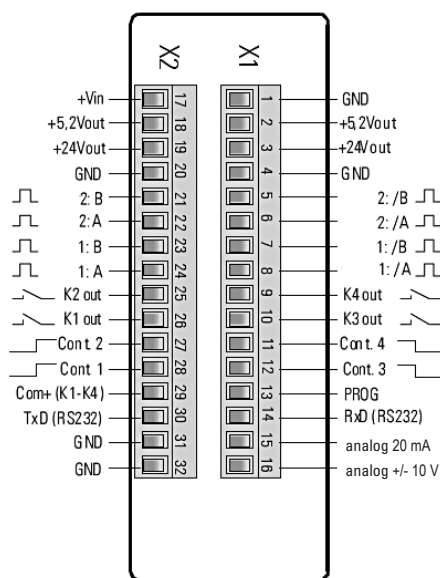 X2 X1
+Vin 17 1 GND
+5,2Vout 18 2 +5,2Vout
+24Vout 19 3 +24Vout
GND 20 4 GND
2: B 21 5 2: /B
2: A 22 6 2: /A
1: B 23 7 1: /B
1: A 24 8 1: /A
K2 out 25 9 K4 out
K1 out 26 10 K3 out
Cont. 2 27 11 Cont. 4
Cont. 1 28 12 Cont. 3
Com+ (K1-K4) 29 13 PROG
TxD (RS232) 30 14 RxD (RS232)
GND 31 15 analog 20 mA
GND 32 16 analog +/- 10 V